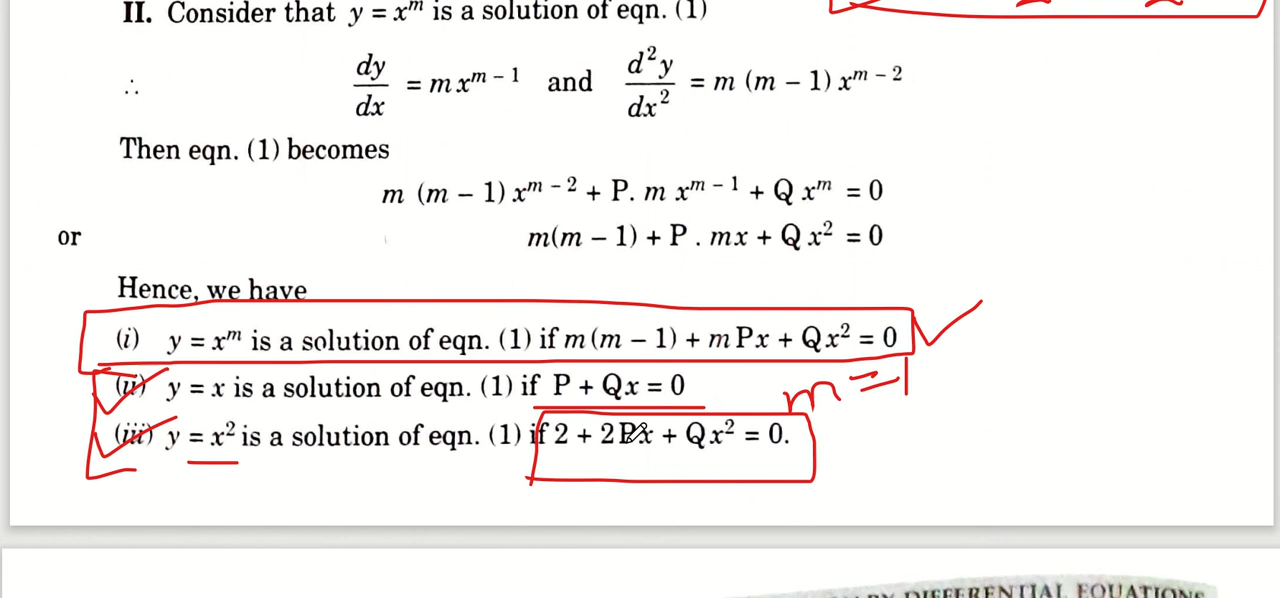 II. Consider that y = x^m is a solution of eqn. (1)
∴ dy/dx = m x^(m – 1) and d²y/dx² = m (m – 1) x^(m – 2)
Then eqn. (1) becomes
m (m – 1) x^(m – 2) + P. m x^(m – 1) + Q x^m = 0
or m(m – 1) + P . mx + Q x² = 0
Hence, we have
(i) y = x^m is a solution of eqn. (1) if m (m – 1) + m Px + Qx² = 0
(ii) y = x is a solution of eqn. (1) if P + Qx = 0
m = 1
(iii) y = x² is a solution of eqn. (1) if 2 + 2Px + Qx² = 0.
DIFFERENTIAL EQUATIONS